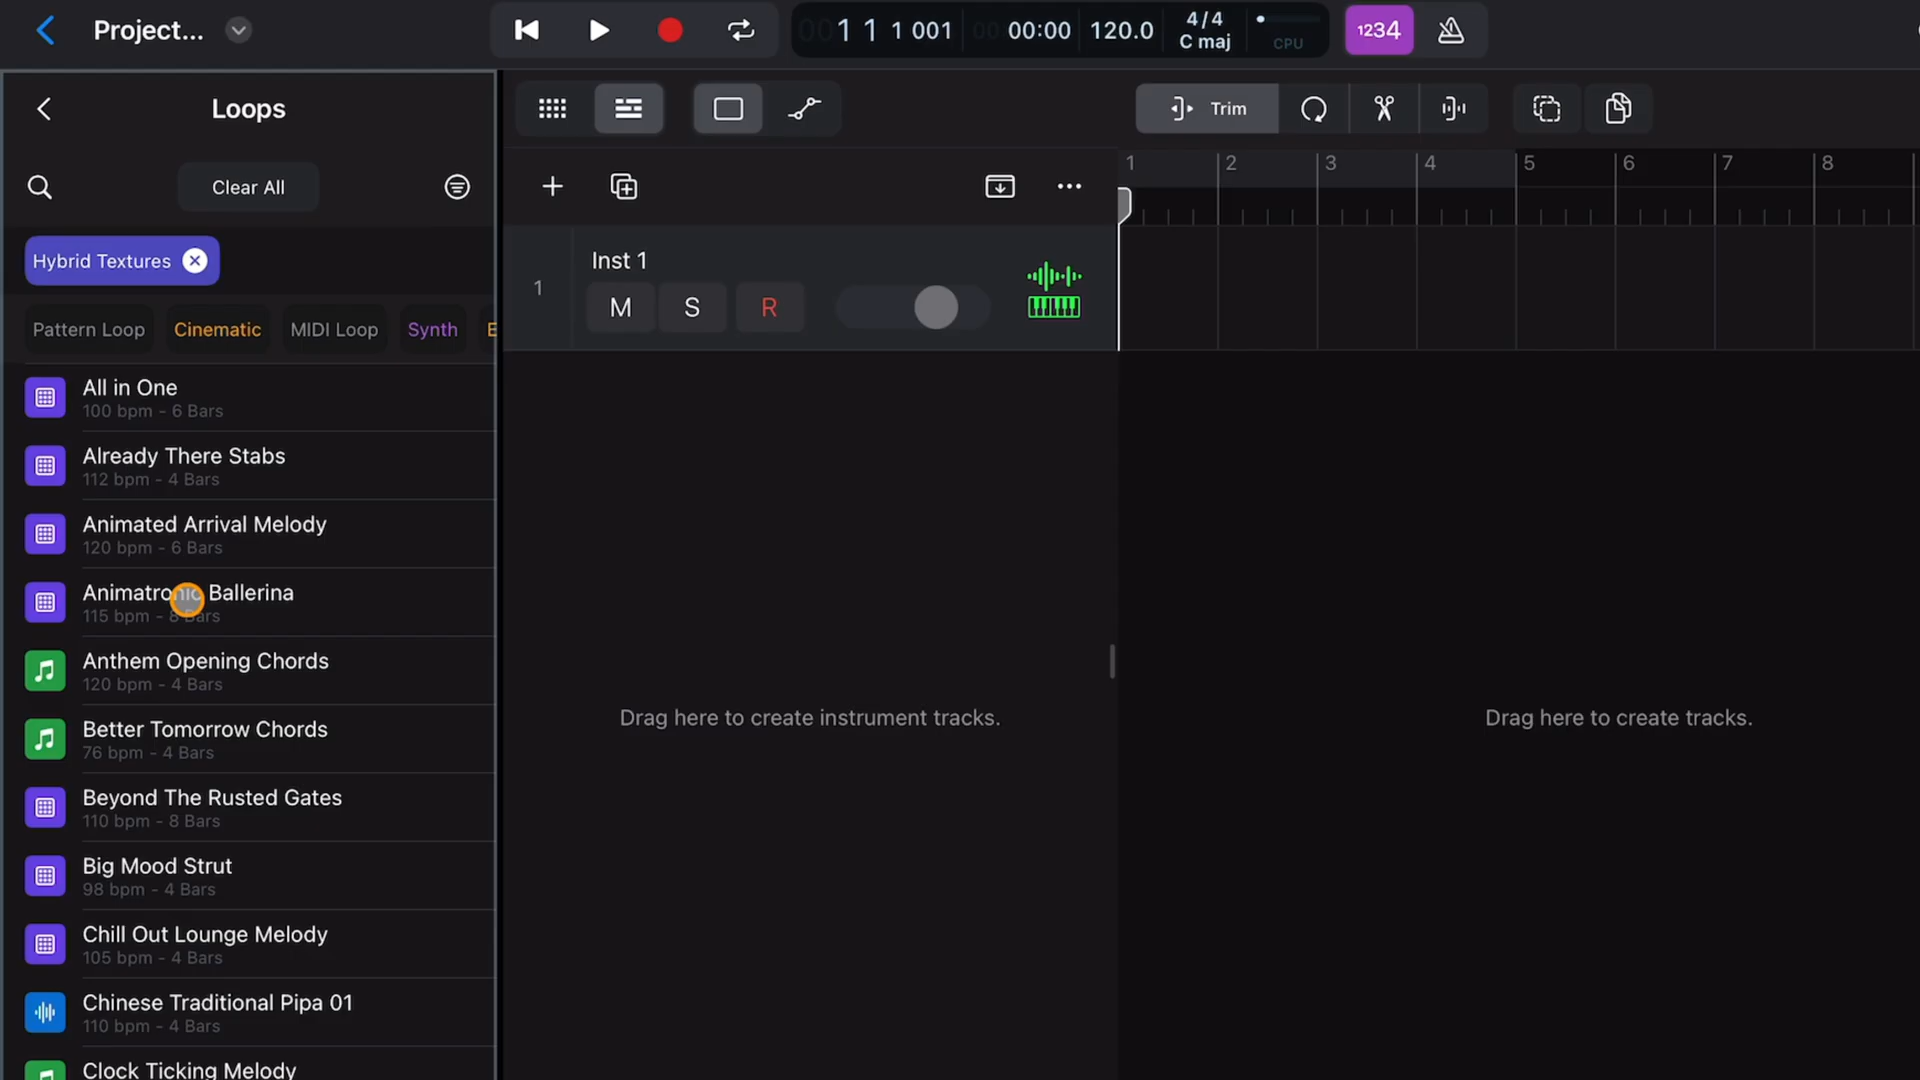 Project...
001 1 1 001
00 00:00
120.0
4/4
C maj
CPU
1234
Loops
Trim
Clear All
Hybrid Textures
Pattern Loop
Cinematic
MIDI Loop
Synth
1
2
3
4
5
6
7
8
1
Inst 1
M
S
R
All in One
100 bpm - 6 Bars
Already There Stabs
112 bpm - 4 Bars
Animated Arrival Melody
120 bpm - 6 Bars
Animatronic Ballerina
115 bpm - 8 Bars
Anthem Opening Chords
120 bpm - 4 Bars
Better Tomorrow Chords
76 bpm - 4 Bars
Beyond The Rusted Gates
110 bpm - 8 Bars
Big Mood Strut
98 bpm - 4 Bars
Chill Out Lounge Melody
105 bpm - 4 Bars
Chinese Traditional Pipa 01
110 bpm - 4 Bars
Clock Ticking Melody
Drag here to create instrument tracks.
Drag here to create tracks.